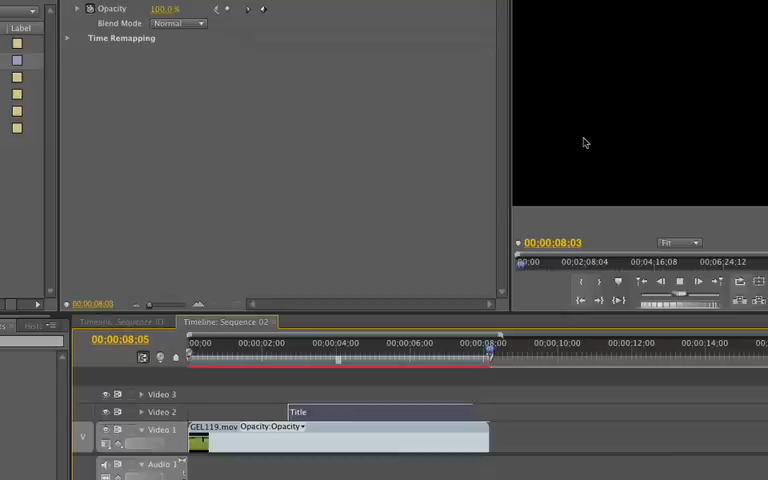 Opacity 100.0 %
Label
Blend Mode Normal
Time Remapping
00;00;08;03 Fit
;00 00;02;08;04 00;04;16;08 00;06;24;12
00;00;08;03
Timeline: Sequence 01 Timeline: Sequence 02
00;00;08;05
;00;00 00;00;02;00 00;00;04;00 00;00;06;00 00;00;08;00 00;00;10;00 00;00;12;00 00;00;14;00
Video 3
Video 2 Title
V Video 1 GEL119.mov Opacity:Opacity
Audio 1